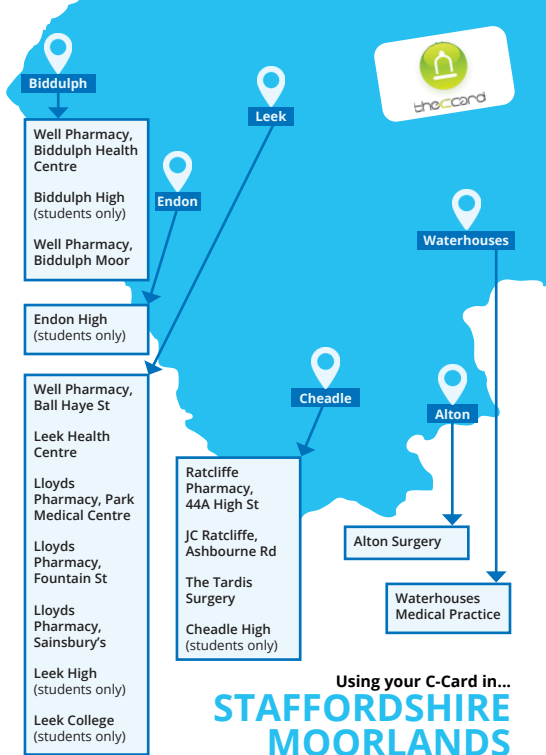 theccard
Biddulph
Leek
Endon
Waterhouses
Cheadle
Alton
Well Pharmacy,
Biddulph Health
Centre
Biddulph High
(students only)
Well Pharmacy,
Biddulph Moor
Endon High
(students only)
Well Pharmacy,
Ball Haye St
Leek Health
Centre
Lloyds
Pharmacy, Park
Medical Centre
Lloyds
Pharmacy,
Fountain St
Lloyds
Pharmacy,
Sainsbury's
Leek High
(students only)
Leek College
(students only)
Ratcliffe
Pharmacy,
44A High St
JC Ratcliffe,
Ashbourne Rd
The Tardis
Surgery
Cheadle High
(students only)
Alton Surgery
Waterhouses
Medical Practice
Using your C-Card in...
STAFFORDSHIRE
MOORLANDS